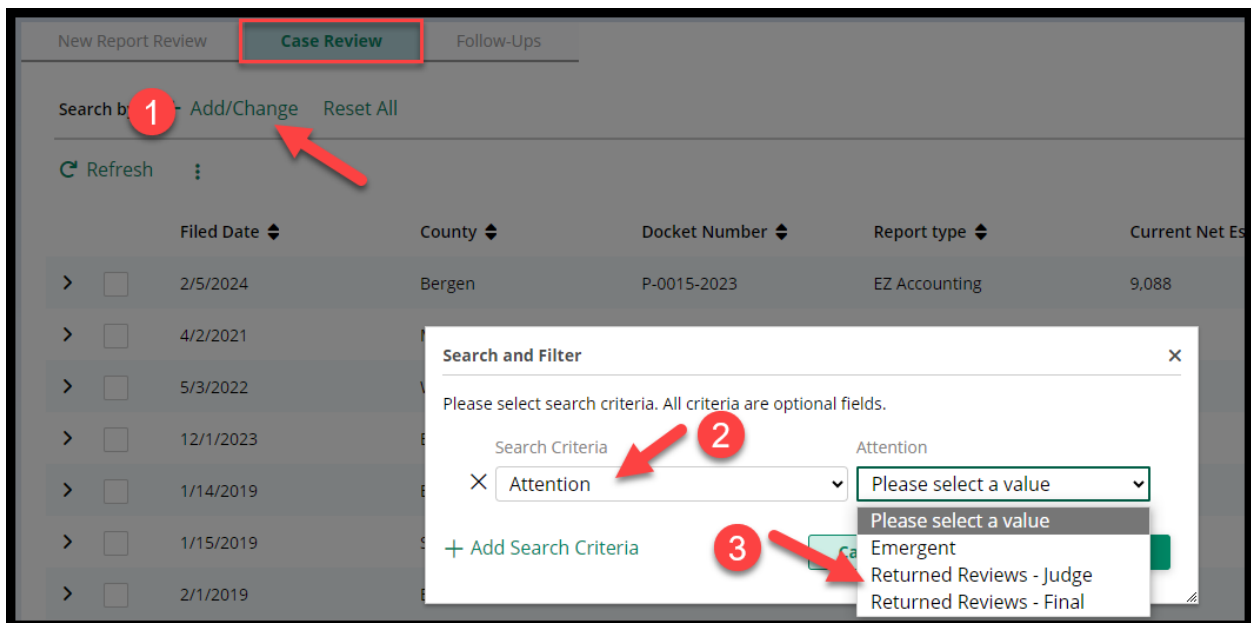 New Report Review Case Review Follow-Ups
1 Add/Change Reset All
Refresh
Filed Date County Docket Number Report type Current Net
2/5/2024 Bergen P-0015-2023 EZ Accounting 9,088
4/2/2021
Search and Filter
5/3/2022
Please select search criteria. All criteria are optional fields.
12/1/2023
2
Search Criteria Attention
1/14/2019
Attention Please select a value
Please select a value
1/15/2019
+ Add Search Criteria 3 Emergent
Returned Reviews - Judge
2/1/2019
Returned Reviews - Final